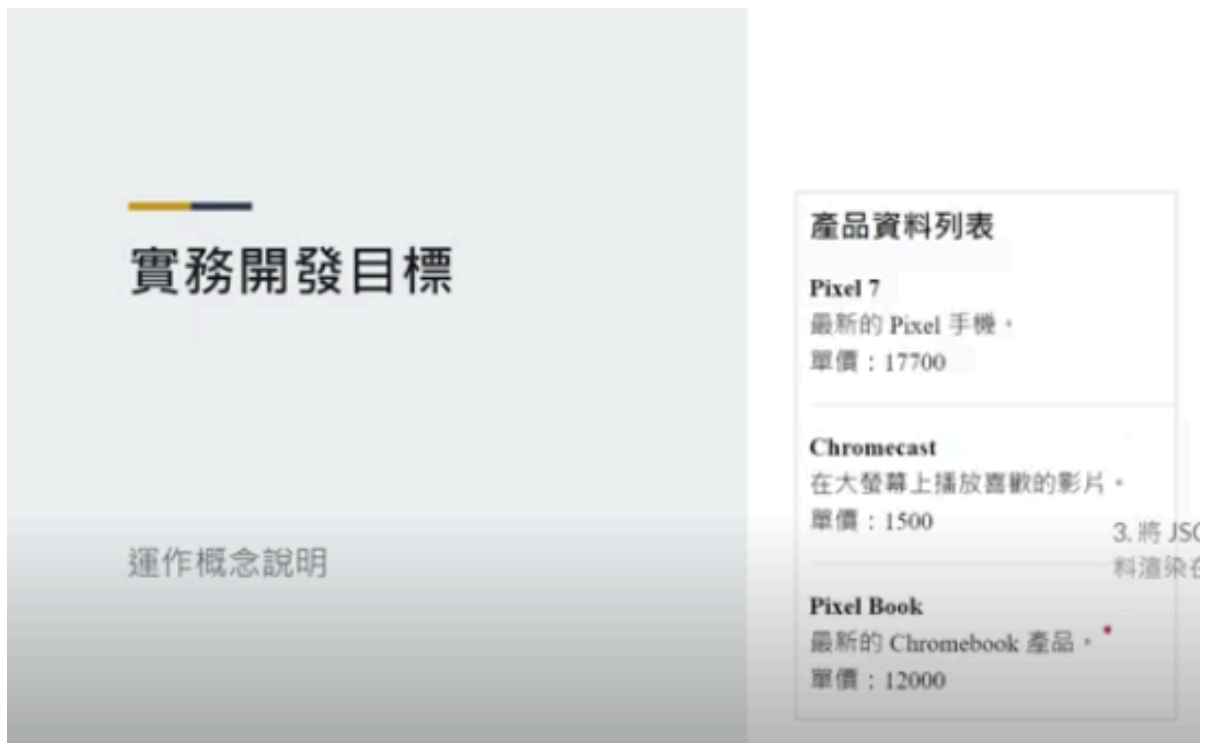 實務開發目標
運作概念說明
產品資料列表
Pixel 7
最新的 Pixel 手機。
單價：17700
Chromecast
在大螢幕上播放喜歡的影片。
單價：1500
Pixel Book
最新的 Chromebook 產品。
單價：12000
3. 將
料渲染